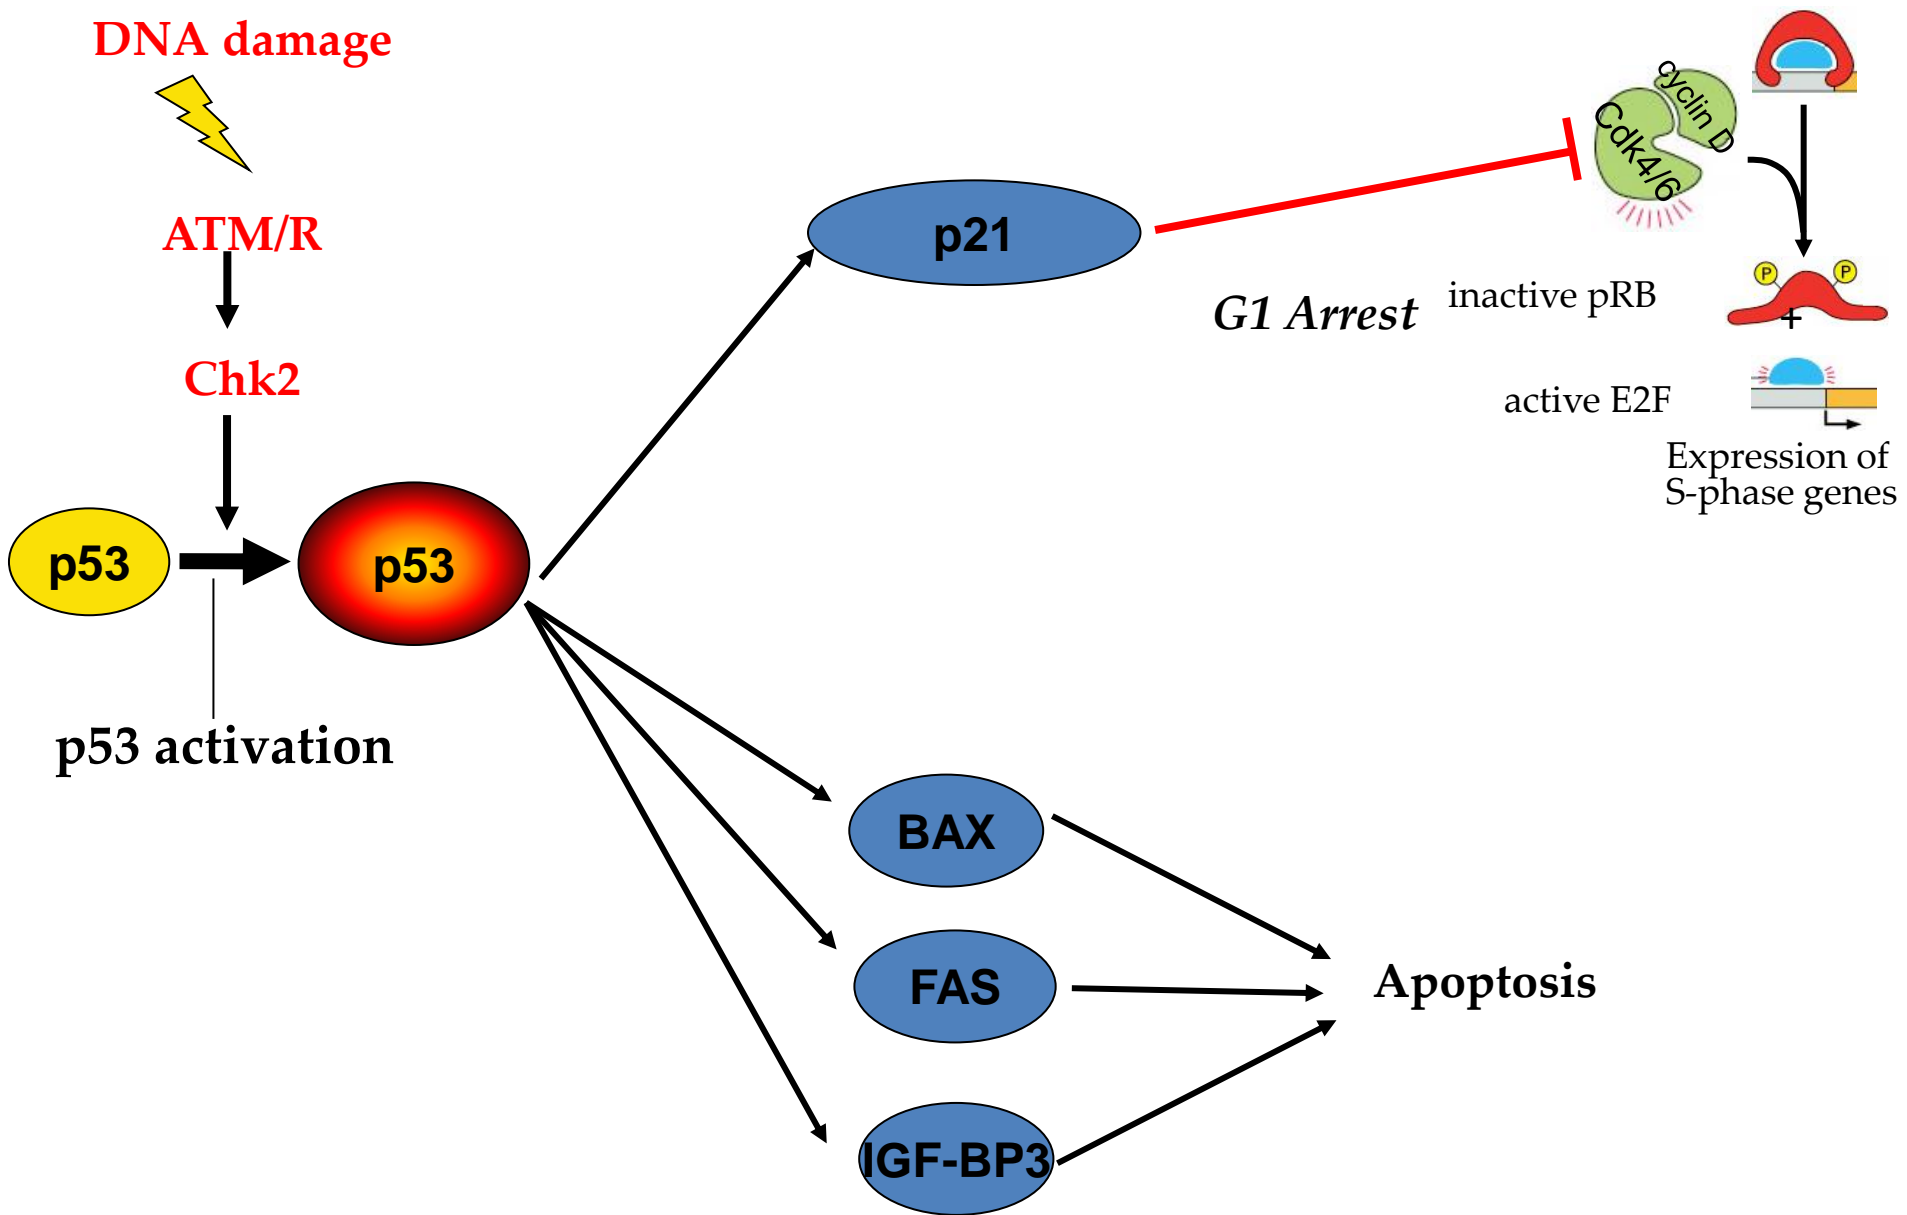 DNA damage
ATM/R
Chk2
p53
p53
p53 activation
p21
cyclin D
Cdk4/6
G1 Arrest
inactive pRB
P
P
+
active E2F
Expression of
S-phase genes
BAX
FAS
IGF-BP3
Apoptosis